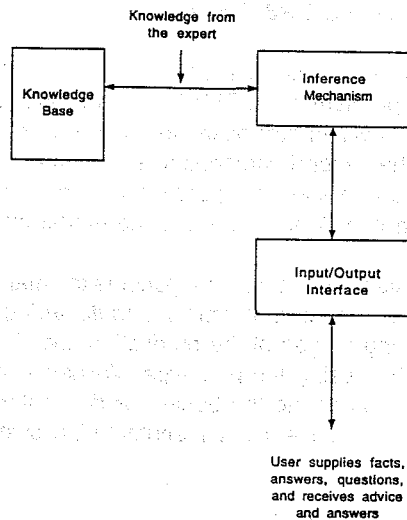 Knowledge from
the expert
Knowledge
Base
Inference
Mechanism
Input/Output
Interface
User supplies facts,
answers, questions,
and receives advice
and answers